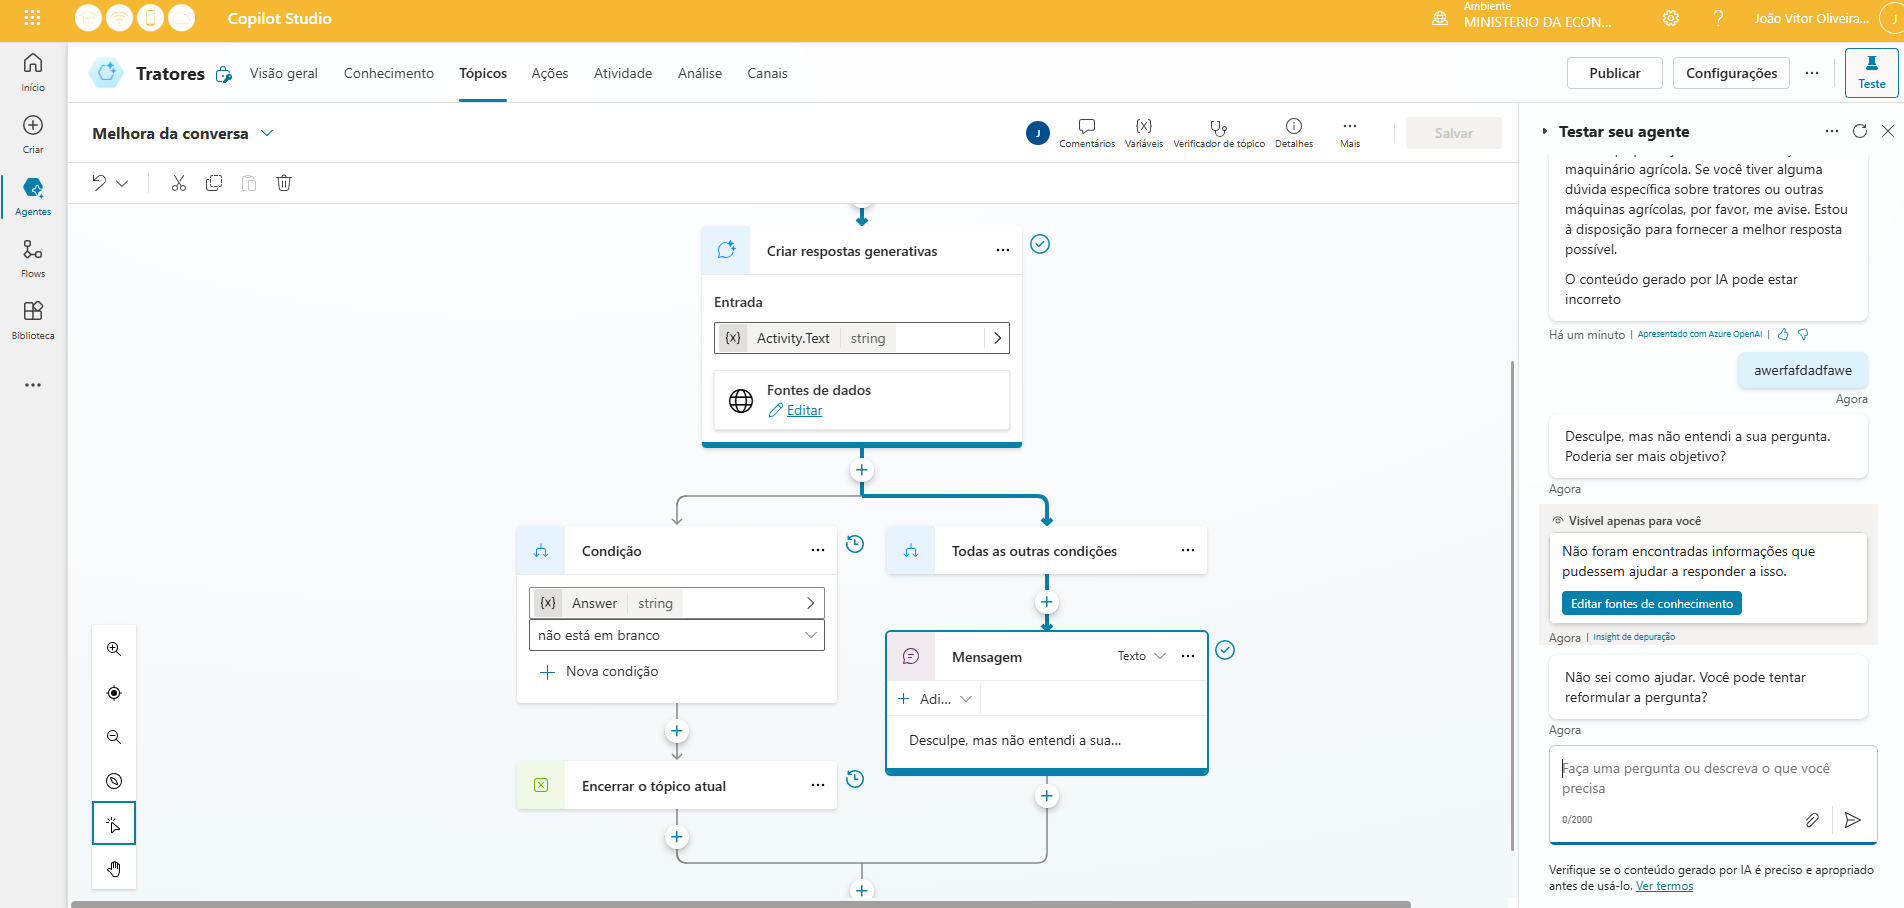 Copilot Studio
Ambiente
MINISTERIO DA ECON...
João Vitor Oliveira...
J
Início
Criar
Agentes
Flows
Biblioteca
Tratores
Visão geral
Conhecimento
Tópicos
Ações
Atividade
Análise
Canais
Publicar
Configurações
Teste
Melhora da conversa
J
Comentários
{x}
Variáveis
Verificador de tópico
Detalhes
Mais
Salvar
Criar respostas generativas
Entrada
{x} Activity.Text string
Fontes de dados
Editar
Condição
{x} Answer string
não está em branco
Nova condição
Encerrar o tópico atual
Todas as outras condições
Mensagem
Texto
Adi...
Desculpe, mas não entendi a sua...
Testar seu agente
maquinário agrícola. Se você tiver alguma
dúvida específica sobre tratores ou outras
máquinas agrícolas, por favor, me avise. Estou
à disposição para fornecer a melhor resposta
possível.
O conteúdo gerado por IA pode estar
incorreto
Há um minuto | Apresentado com Azure OpenAI |
awerfafdadfawe
Agora
Desculpe, mas não entendi a sua pergunta.
Poderia ser mais objetivo?
Agora
Visível apenas para você
Não foram encontradas informações que
pudessem ajudar a responder a isso.
Editar fontes de conhecimento
Agora | Insight de depuração
Não sei como ajudar. Você pode tentar
reformular a pergunta?
Agora
Faça uma pergunta ou descreva o que você
precisa
0/2000
Verifique se o conteúdo gerado por IA é preciso e apropriado
antes de usá-lo. Ver termos